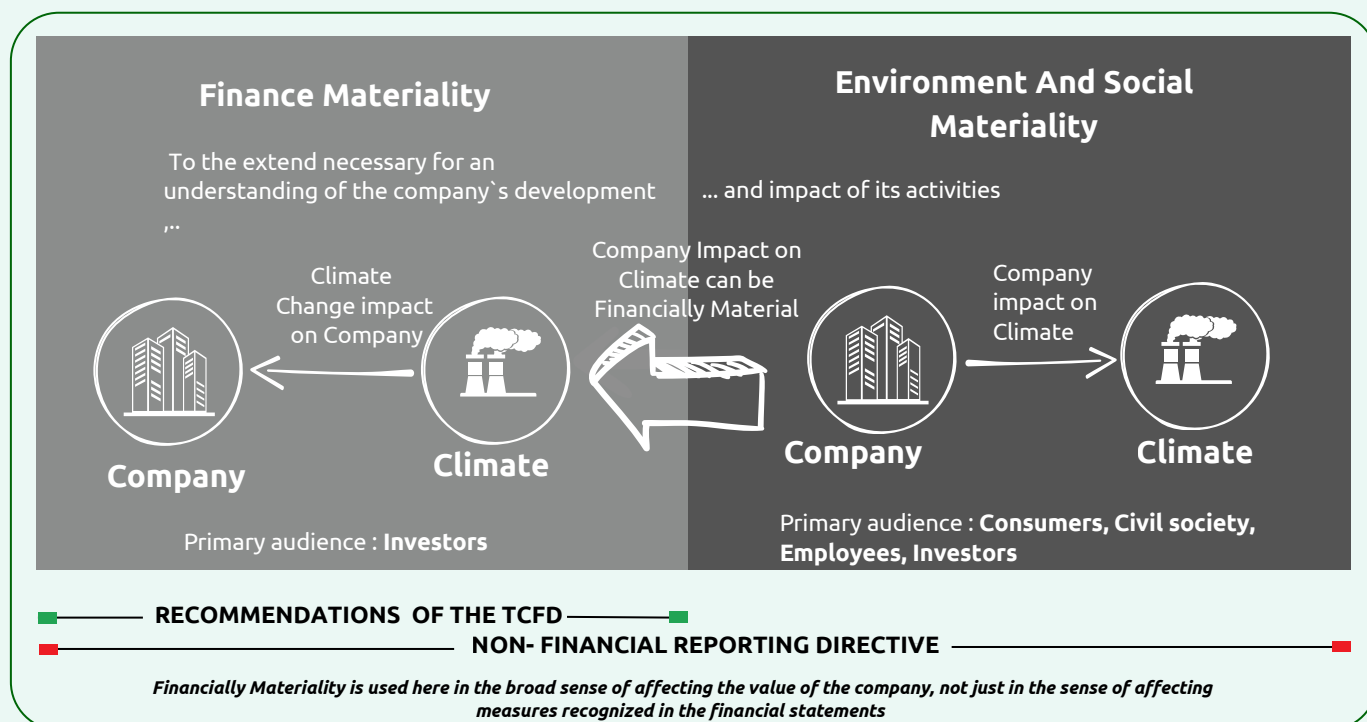 Finance Materiality
To the extend necessary for an
understanding of the company`s development
,..
Climate
Change impact
on Company
Company
Climate
Primary audience : Investors
Company Impact on
Climate can be
Financially Material
Environment And Social
Materiality
... and impact of its activities
Company
impact on
Climate
Company
Climate
Primary audience : Consumers, Civil society,
Employees, Investors
RECOMMENDATIONS OF THE TCFD
NON- FINANCIAL REPORTING DIRECTIVE
Financially Materiality is used here in the broad sense of affecting the value of the company, not just in the sense of affecting
measures recognized in the financial statements